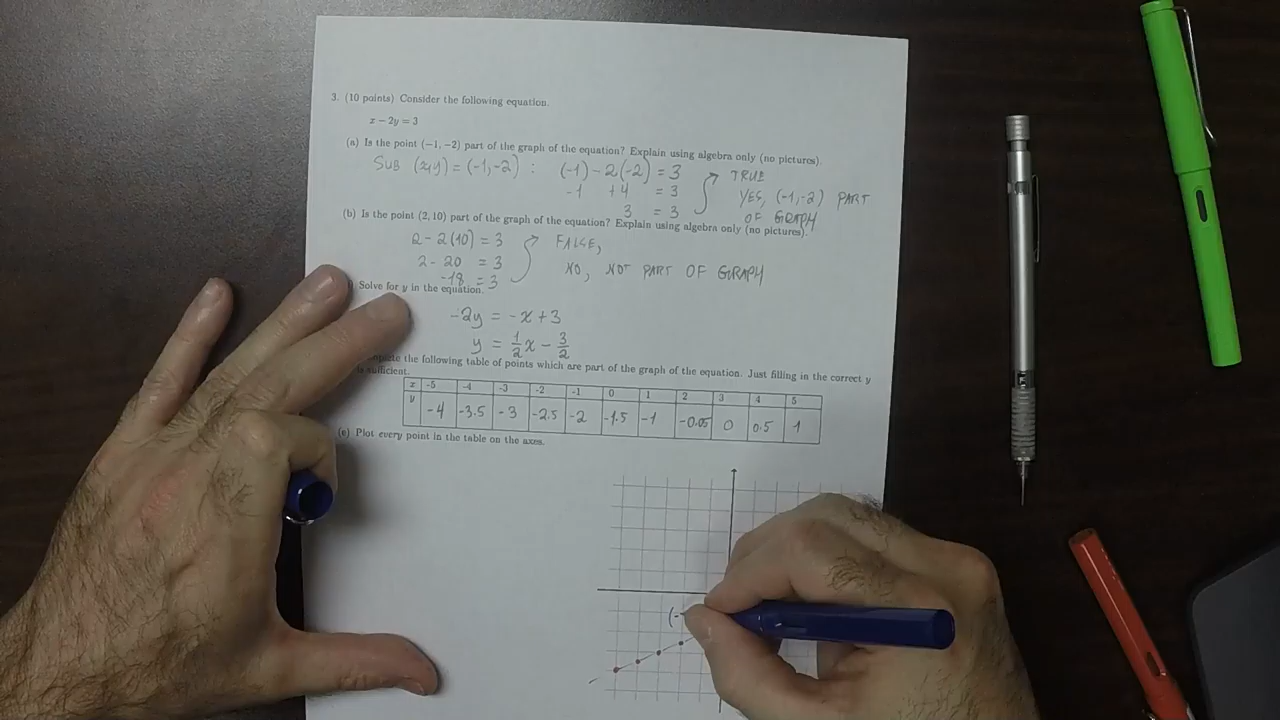 3. (10 points) Consider the following equation.
x − 2y = 3
(a) Is the point (−1, −2) part of the graph of the equation? Explain using algebra only (no pictures).
SUB (x,y) = (-1,-2) : (-1) - 2(-2) = 3 TRUE
-1 +4 = 3 YES, (-1,-2) PART
3 = 3 OF GRAPH
(b) Is the point (2, 10) part of the graph of the equation? Explain using algebra only (no pictures).
2 - 2(10) = 3 FALSE,
2 - 20 = 3 NO, NOT PART OF GRAPH
-18 = 3
Solve for y in the equation.
-2y = -x + 3
y = 1/2 x - 3/2
the following table of points which are part of the graph of the equation. Just filling in the correct y
is sufficient.
x -5 -4 -3 -2 -1 0 1 2 3 4 5
y -4 -3.5 -3 -2.5 -2 -1.5 -1 -0.05 0 0.5 1
(e) Plot every point in the table on the axes.
(-